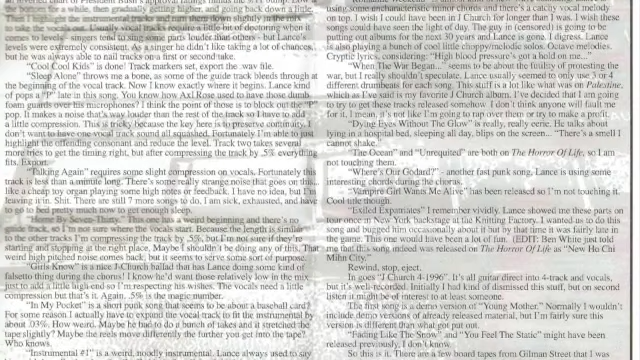 Then I highlight the instrumental tracks and turn them down slightly in the mix
to take the vocals out. Usually vocal tracks require a little bit of doctoring when it
comes to levels - singers tend to sing some parts louder than others - but Lance's
levels were extremely consistent. As a singer he didn't like taking a lot of chances,
but he was always able to nail tracks on a first or second take.
"Cool Cool Kids" is done! Track markers set, export the .wav file.
"Sleep Alone" throws me a bone, as some of the guide track bleeds through at
the beginning of the vocal track. Now I know exactly where it begins. Lance kind
of pops a "P" late in this song. You know how Axl Rose used to have those dumb
foam guards over his microphones? I think the point of those is to block out the "P"
pop. It makes a noise that's way louder than the rest of the track so I have to add
a little compression. This is tricky because the key here is to preserve continuity. I
don't want to have one vocal track sound all squashed. Fortunately I'm able to just
highlight the offending consonant and reduce the level. Track two takes several
more tries to get the timing right, but after compressing the track by .5% everything
fits. Export.
"Talking Again" requires some slight compression on vocals. Fortunately this
track is less than a minute long. There's some really strange noise that goes on this,
like a cheap toy organ playing some high notes or feedback. I have no idea, but I'm
leaving it in. Shit. There are still 7 more songs to do, I am sick, exhausted, and have
to go to bed pretty much now to get enough sleep.
"Home By Seven-Thirty." This one has a weird beginning and there's no
guide track, so I'm not sure where the vocals start. Because the length is similar
to the other tracks I'm compressing the track by .5%, but I'm not sure if they're
starting and stopping at the right place. Maybe I shouldn't be doing any of this. That
weird high pitched noise comes back, but it seems to serve some sort of purpose.
"Girls Know" is a nice J Church ballad that has Lance doing some kind of
falsetto thing during the chorus! I know he'd want those relatively low in the mix,
just to add a little high end so I'm respecting his wishes. The vocals need a little
compression but that's it. Again, .5% is the magic number.
"In My Pocket" is a short punk song that seems to be about a baseball card?
For some reason I actually have to expand the vocal track to fit the instrumental by
about .03%. How weird. Maybe he had to do a bunch of takes and it stretched the
tape slightly? Maybe the reels move differently the further you get into the tape?
Who knows.
"Instrumental #1" is a weird, noodly instrumental. Lance always used to say
using some uncharacteristic minor chords and there's a catchy vocal melody
on top. I wish I could have been in J Church for longer than I was. I wish these
songs could have seen the light of day. The guy in (censored) is going to be
putting out albums for the next 30 years and Lance is gone. I digress. Lance
is also playing a bunch of cool little choppy/melodic solos. Octave melodies.
Cryptic lyrics, considering: "High blood pressure's got a hold on me..."
"When The War Began..." seems to be about the futility of protesting the
war, but I really shouldn't speculate. Lance usually seemed to only use 3 or 4
different drumbeats for each song. This stuff is a lot like what was on Palestine,
which as I've said is my favorite J Church album. I've decided that I am going
to try to get these tracks released somehow. I don't think anyone will fault me
for it. I mean, it's not like I'm going to rap over them or try to make a profit.
"Dying Eyes Without The Glow" is really, really eerie. He talks about
lying in a hospital bed, sleeping all day, blips on the screen... "There's a smell I
cannot shake."
"The Ocean" and "Unrequited" are both on The Horror Of Life, so I am
not touching them.
"Where's Our Godard?" - another fast punk song, Lance is using some
interesting chords during the chorus.
"Vampire Girl Wants Me Alive" has been released so I'm not touching it.
Cool title though.
"Exiled Expatriates" I remember vividly. Lance showed me these parts on
tour once in New York backstage at the Knitting Factory. I wanted us to do this
song and bugged him occasionally about it but by that time it was fairly late in
the game. This one would have been a lot of fun. (EDIT: Ben White just told
me that this song indeed was released on The Horror Of Life as "New Ho Chi
Mihn City."
Rewind, stop, eject.
In goes "J Church 4-1996". It's all guitar direct into 4-track and vocals,
but it's well-recorded. Initially I had kind of dismissed this stuff, but on second
listen it might be of interest to at least someone.
The first song is a demo version of "Young Mother." Normally I wouldn't
include demo versions of already released material, but I'm fairly sure this
version is different than what got put out.
"Fading Like The Snow" and "You Feel The Static" might have been
released previously, I don't know.
So this is it. There are a few board tapes from Gilman Street that I was